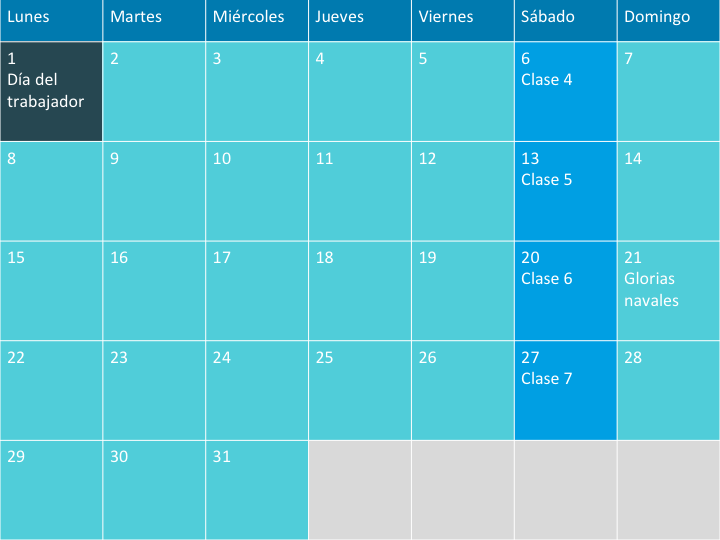 Lunes Martes Miércoles Jueves Viernes Sábado Domingo
1 2 3 4 5 6 7
Día del Clase 4
trabajador
8 9 10 11 12 13 14
Clase 5
15 16 17 18 19 20 21
Clase 6 Glorias
navales
22 23 24 25 26 27 28
Clase 7
29 30 31